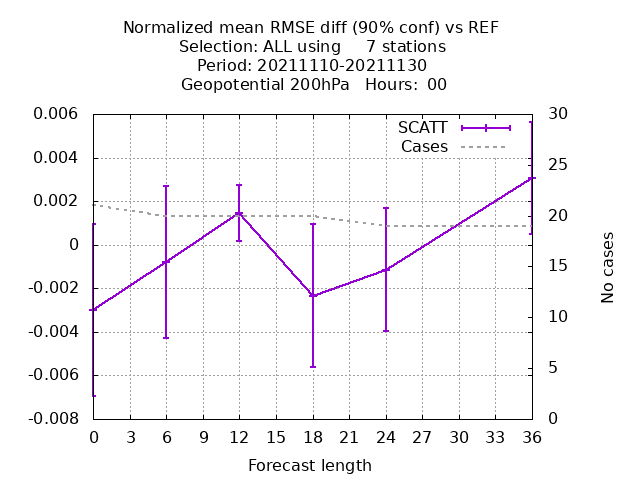 Normalized mean RMSE diff (90% conf) vs REF
Selection: ALL using     7 stations
Period: 20211110-20211130
Geopotential 200hPa   Hours:  00
0.006
0.004
0.002
0
-0.002
-0.004
-0.006
-0.008
SCATT
Cases
30
25
20
15
10
5
0
No cases
0 3 6 9 12 15 18 21 24 27 30 33 36
Forecast length